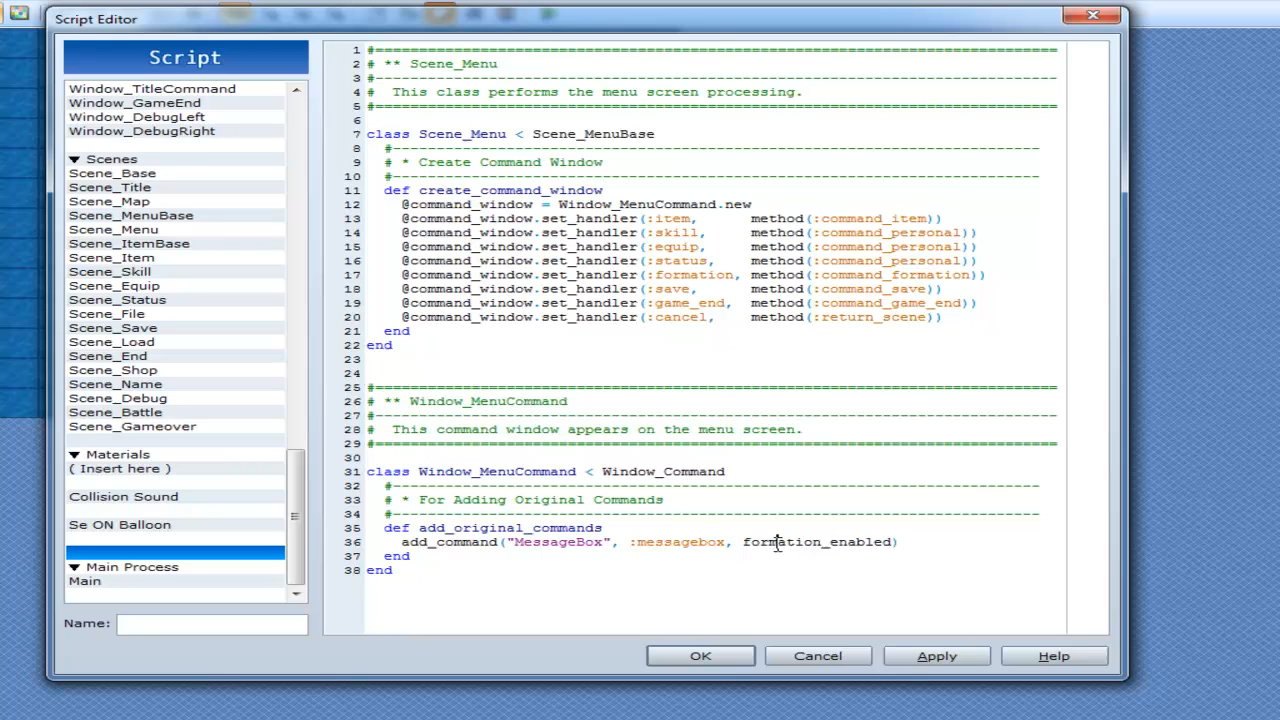 Script Editor
Script
Window_TitleCommand
Window_GameEnd
Window_DebugLeft
Window_DebugRight
▼ Scenes
Scene_Base
Scene_Title
Scene_Map
Scene_MenuBase
Scene_Menu
Scene_ItemBase
Scene_Item
Scene_Skill
Scene_Equip
Scene_Status
Scene_File
Scene_Save
Scene_Load
Scene_End
Scene_Shop
Scene_Name
Scene_Debug
Scene_Battle
Scene_Gameover
▼ Materials
( Insert here )
Collision Sound
Se ON Balloon
▼ Main Process
Main
Name:
1 #==============================================================================
2 # ** Scene_Menu
3 #------------------------------------------------------------------------------
4 #  This class performs the menu screen processing.
5 #==============================================================================
6
7 class Scene_Menu < Scene_MenuBase
8   #--------------------------------------------------------------------------
9   # * Create Command Window
10   #--------------------------------------------------------------------------
11   def create_command_window
12     @command_window = Window_MenuCommand.new
13     @command_window.set_handler(:item,      method(:command_item))
14     @command_window.set_handler(:skill,     method(:command_personal))
15     @command_window.set_handler(:equip,     method(:command_personal))
16     @command_window.set_handler(:status,    method(:command_personal))
17     @command_window.set_handler(:formation, method(:command_formation))
18     @command_window.set_handler(:save,      method(:command_save))
19     @command_window.set_handler(:game_end,  method(:command_game_end))
20     @command_window.set_handler(:cancel,    method(:return_scene))
21   end
22 end
23
24
25 #==============================================================================
26 # ** Window_MenuCommand
27 #------------------------------------------------------------------------------
28 #  This command window appears on the menu screen.
29 #==============================================================================
30
31 class Window_MenuCommand < Window_Command
32   #--------------------------------------------------------------------------
33   # * For Adding Original Commands
34   #--------------------------------------------------------------------------
35   def add_original_commands
36     add_command("MessageBox", :messagebox, formation_enabled)
37   end
38 end
OK
Cancel
Apply
Help